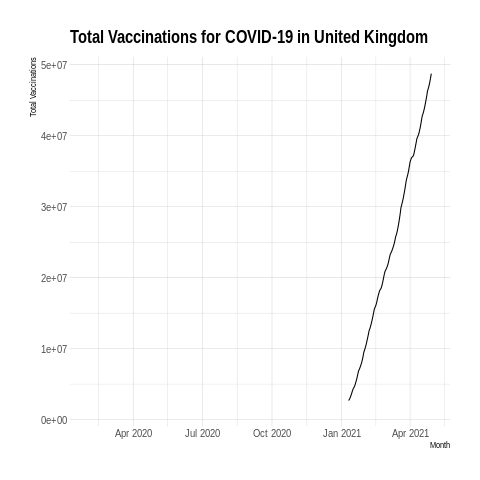 Total Vaccinations for COVID-19 in United Kingdom
Total Vaccinations
5e+07
4e+07
3e+07
2e+07
1e+07
0e+00
Apr 2020
Jul 2020
Oct 2020
Jan 2021
Apr 2021
Month